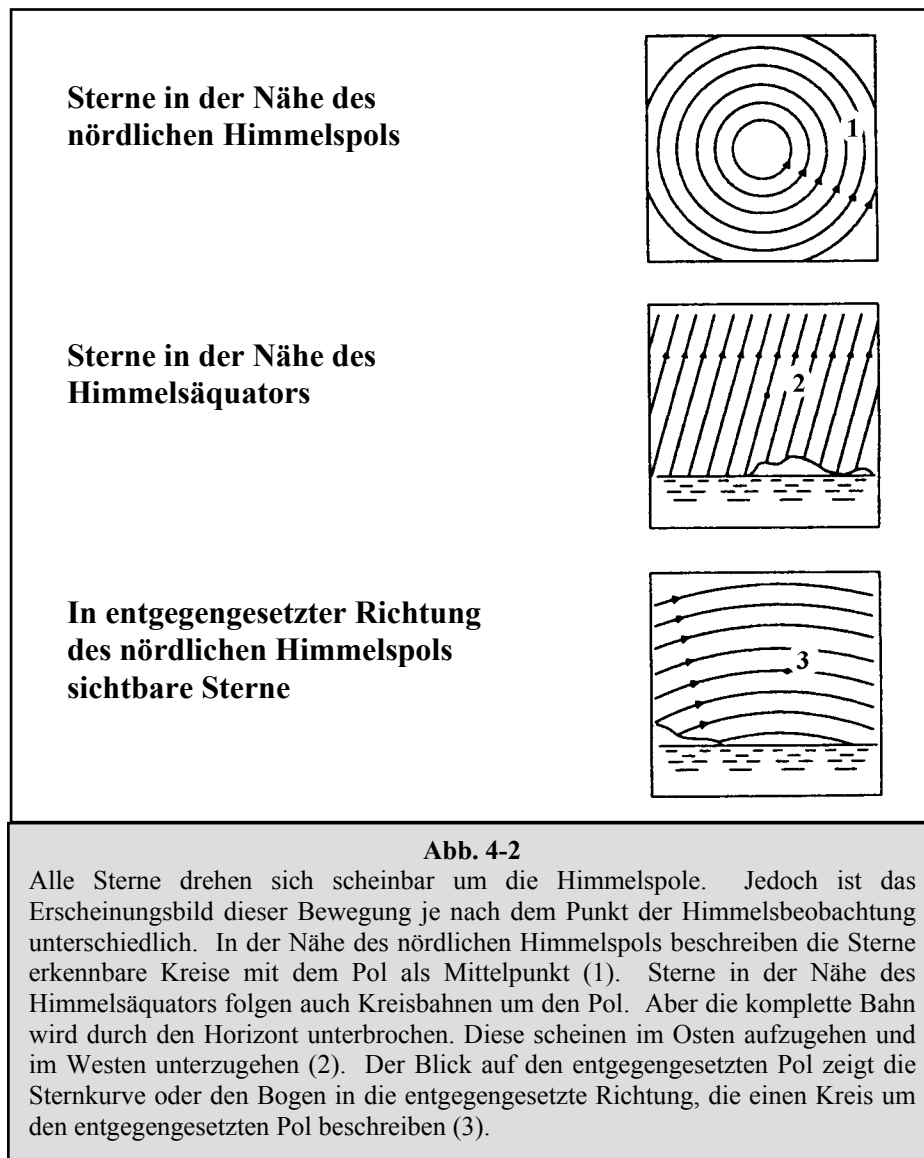 Sterne in der Nähe des
nördlichen Himmelspols
1
Sterne in der Nähe des
Himmelsäquators
2
In entgegengesetzter Richtung
des nördlichen Himmelspols
sichtbare Sterne
3
Abb. 4-2
Alle Sterne drehen sich scheinbar um die Himmelspole. Jedoch ist das
Erscheinungsbild dieser Bewegung je nach dem Punkt der Himmelsbeobachtung
unterschiedlich. In der Nähe des nördlichen Himmelspols beschreiben die Sterne
erkennbare Kreise mit dem Pol als Mittelpunkt (1). Sterne in der Nähe des
Himmelsäquators folgen auch Kreisbahnen um den Pol. Aber die komplette Bahn
wird durch den Horizont unterbrochen. Diese scheinen im Osten aufzugehen und
im Westen unterzugehen (2). Der Blick auf den entgegengesetzten Pol zeigt die
Sternkurve oder den Bogen in die entgegengesetzte Richtung, die einen Kreis um
den entgegengesetzten Pol beschreiben (3).